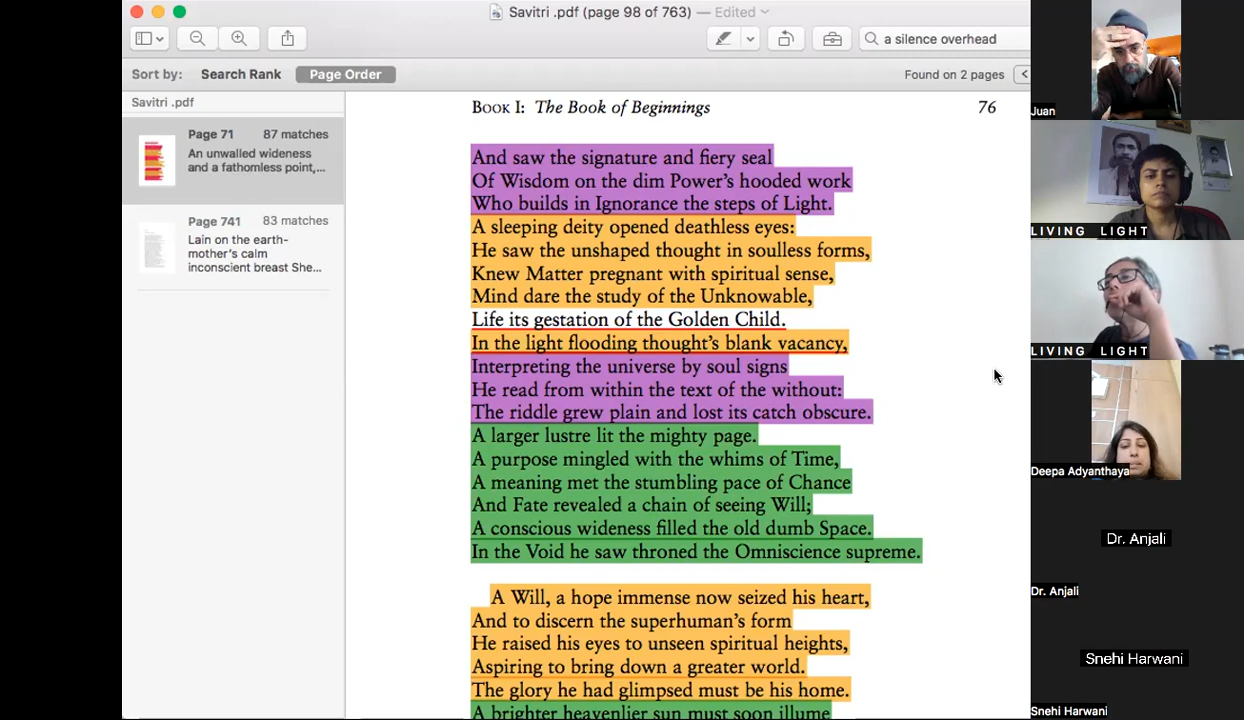 Savitri .pdf (page 98 of 763) — Edited
a silence overhead
Sort by: Search Rank Page Order Found on 2 pages
Savitri .pdf
Page 71 87 matches
An unwalled wideness
and a fathomless point,...
Page 741 83 matches
Lain on the earth-
mother's calm
inconscient breast She...
BOOK I: The Book of Beginnings 76
And saw the signature and fiery seal
Of Wisdom on the dim Power's hooded work
Who builds in Ignorance the steps of Light.
A sleeping deity opened deathless eyes:
He saw the unshaped thought in soulless forms,
Knew Matter pregnant with spiritual sense,
Mind dare the study of the Unknowable,
Life its gestation of the Golden Child.
In the light flooding thought's blank vacancy,
Interpreting the universe by soul signs
He read from within the text of the without:
The riddle grew plain and lost its catch obscure.
A larger lustre lit the mighty page.
A purpose mingled with the whims of Time,
A meaning met the stumbling pace of Chance
And Fate revealed a chain of seeing Will;
A conscious wideness filled the old dumb Space.
In the Void he saw throned the Omniscience supreme.
A Will, a hope immense now seized his heart,
And to discern the superhuman's form
He raised his eyes to unseen spiritual heights,
Aspiring to bring down a greater world.
The glory he had glimpsed must be his home.
A brighter heavenlier sun must soon illume
Juan
LIVING LIGHT
LIVING LIGHT
Deepa Adyanthaya
Dr. Anjali
Dr. Anjali
Snehi Harwani
Snehi Harwani